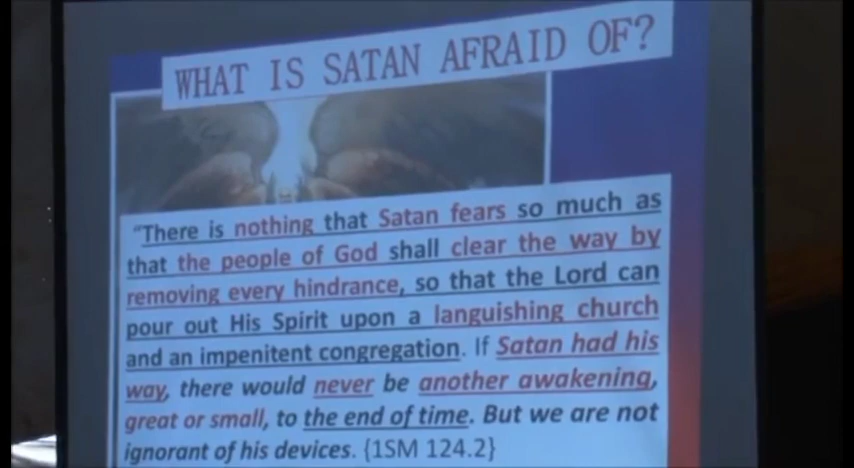 WHAT IS SATAN AFRAID OF?
“There is nothing that Satan fears so much as
that the people of God shall clear the way by
removing every hindrance, so that the Lord can
pour out His Spirit upon a languishing church
and an impenitent congregation. If Satan had his
way, there would never be another awakening,
great or small, to the end of time. But we are not
ignorant of his devices. {1SM 124.2}